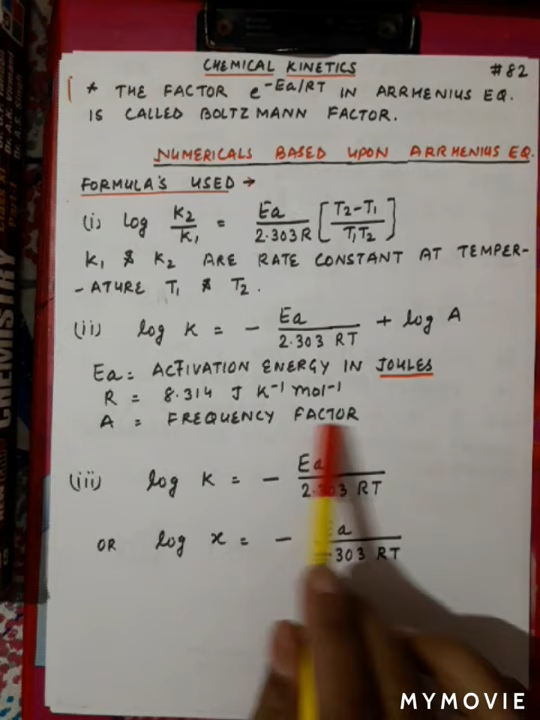 CHEMICAL KINETICS #82
* THE FACTOR e^-Ea/RT IN ARRHENIUS EQ.
IS CALLED BOLTZMANN FACTOR.
NUMERICALS BASED UPON ARRHENIUS EQ.
FORMULA'S USED →
(i) log K2/K1 = Ea/2.303R [T2-T1/T1T2]
K1 & K2 ARE RATE CONSTANT AT TEMPER-
-ATURE T1 & T2.
(ii) log K = - Ea/2.303 RT + log A
Ea = ACTIVATION ENERGY IN JOULES
R = 8.314 J K^-1 mol^-1
A = FREQUENCY FACTOR
(iii) log K = - Ea/2.303 RT
OR log x = - a/303 RT
CHEMISTRY
MYMOVIE